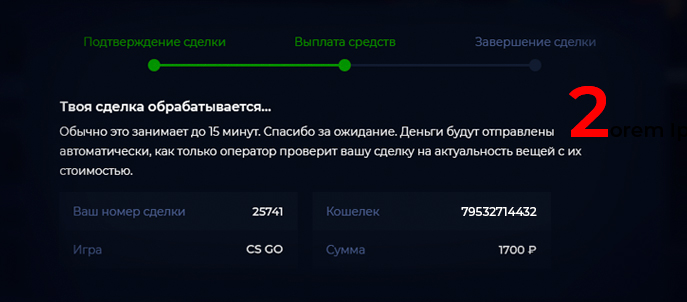 Подтверждение сделки Выплата средств Завершение сделки
Твоя сделка обрабатывается...
Обычно это занимает до 15 минут. Спасибо за ожидание. Деньги будут отправлены
автоматически, как только оператор проверит вашу сделку на актуальность вещей с их
стоимостью.
2
orem Ip
Ваш номер сделки 25741 Кошелек 79532714432
Игра CS GO Сумма 1700 ₽